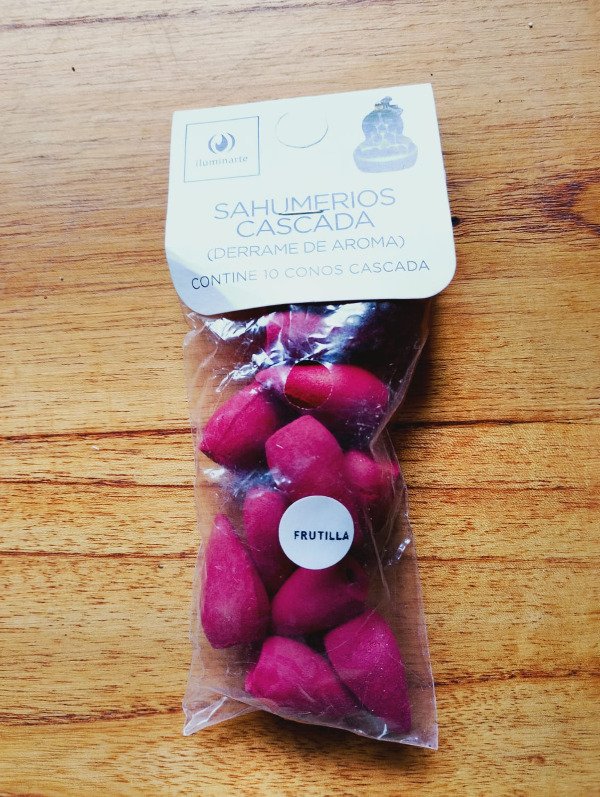 iluminarte
SAHUMERIOS
CASCADA
(DERRAME DE AROMA)
CONTINE 10 CONOS CASCADA
FRUTILLA